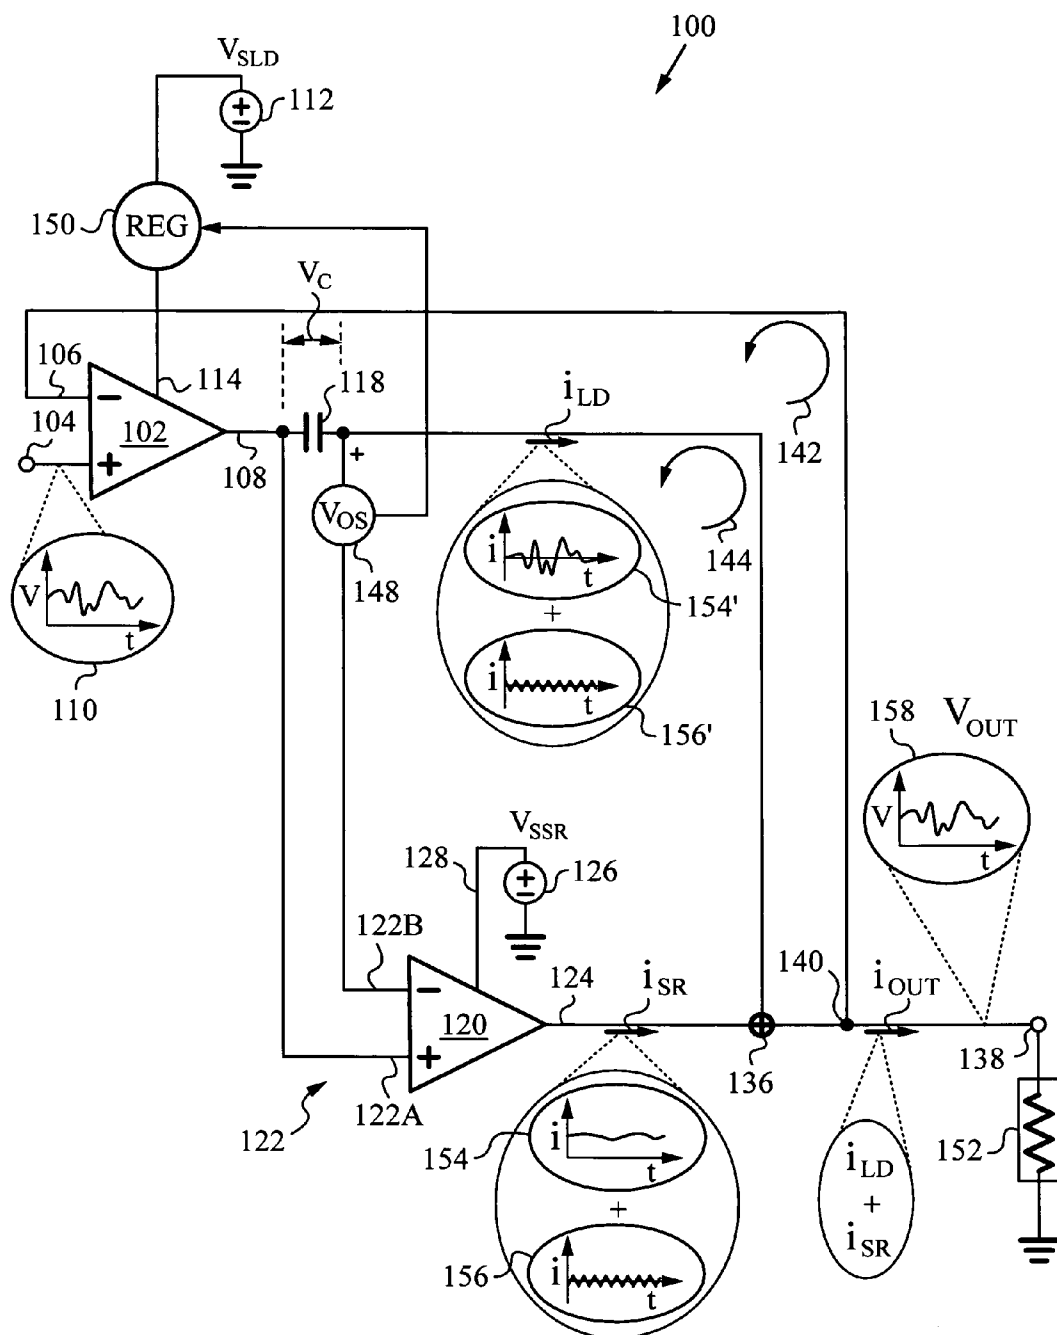 100
V_SLD
+
−
112
150
REG
V_C
106
−
114
118
i_LD
104
102
+
108
+
142
V_OS
148
144
i
t
154'
V
t
+
110
i
t
156'
158
V_OUT
V
t
V_SSR
128
+
−
126
122B
−
124
i_SR
140
i_OUT
120
+
136
138
122A
122
154
i
t
i_LD
+
i_SR
152
+
156
i
t